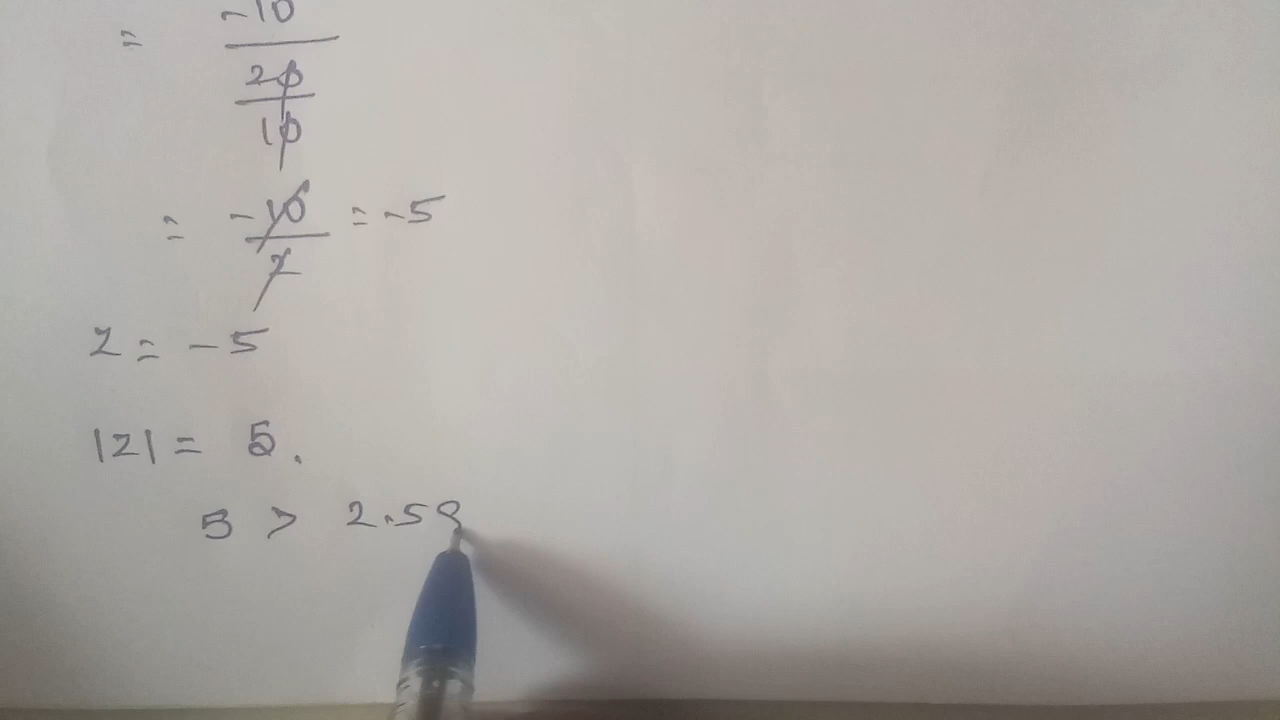 = -10
20
10
= -10 = -5
2
Z = -5
|Z| = 5.
5 > 2.58